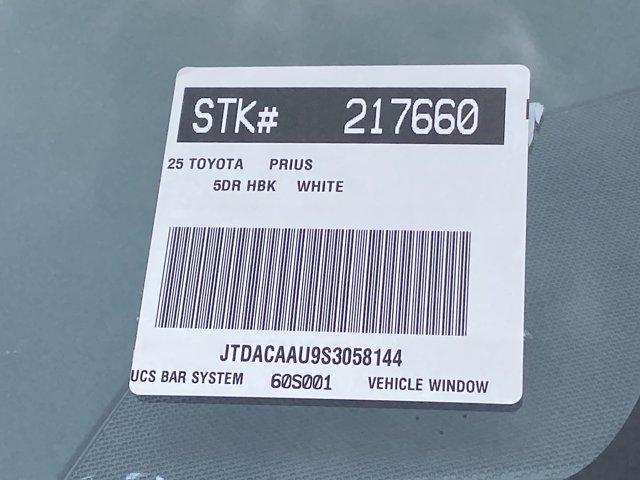 STK# 217660
25 TOYOTA PRIUS
5DR HBK WHITE
JTDACAAU9S3058144
UCS BAR SYSTEM 60S001 VEHICLE WINDOW